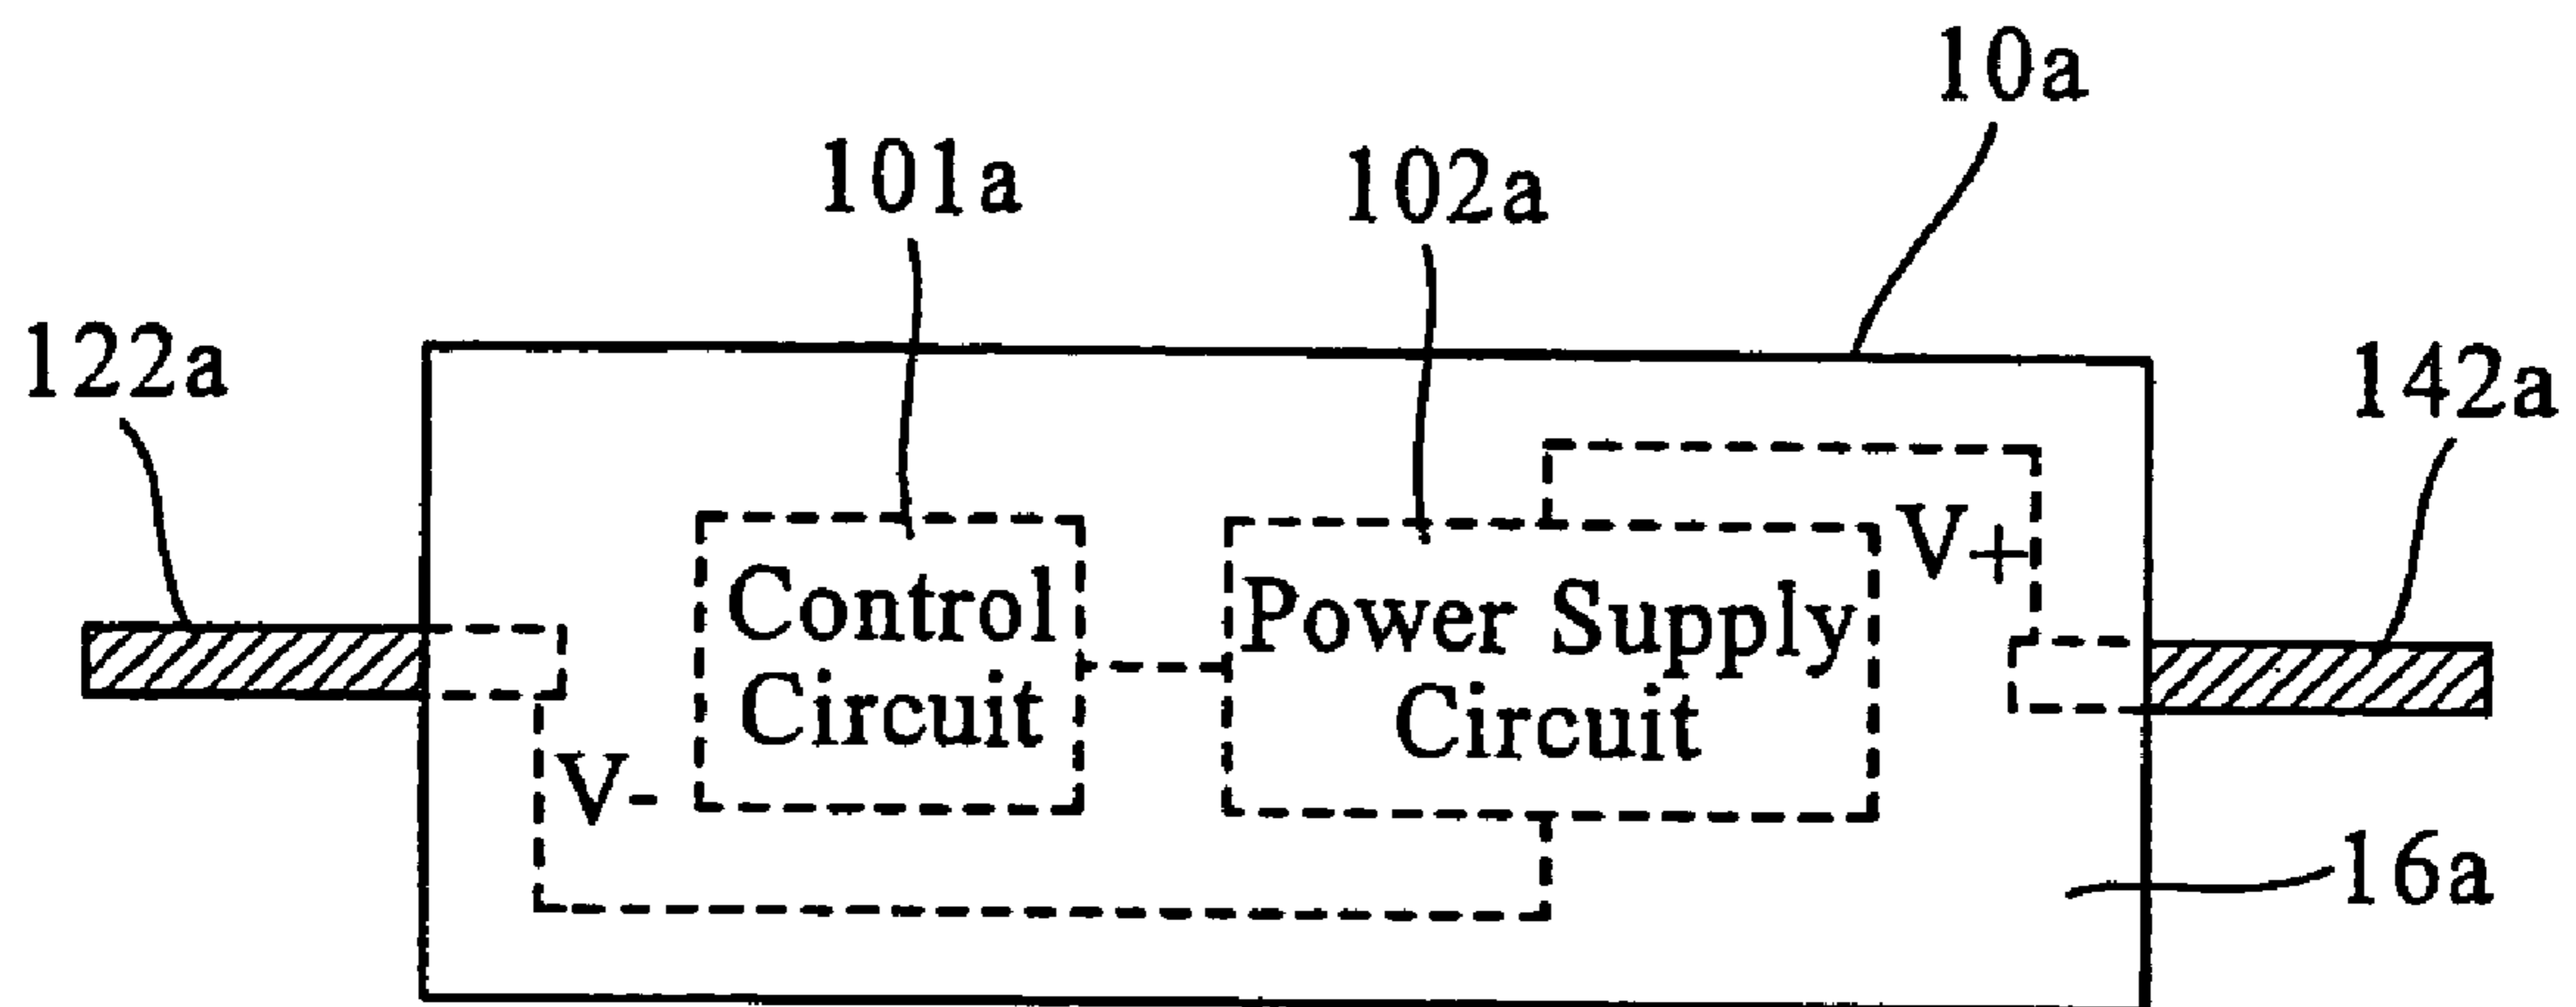 10a
101a
102a
122a
142a
V+
Control
Circuit
Power Supply
Circuit
V-
16a